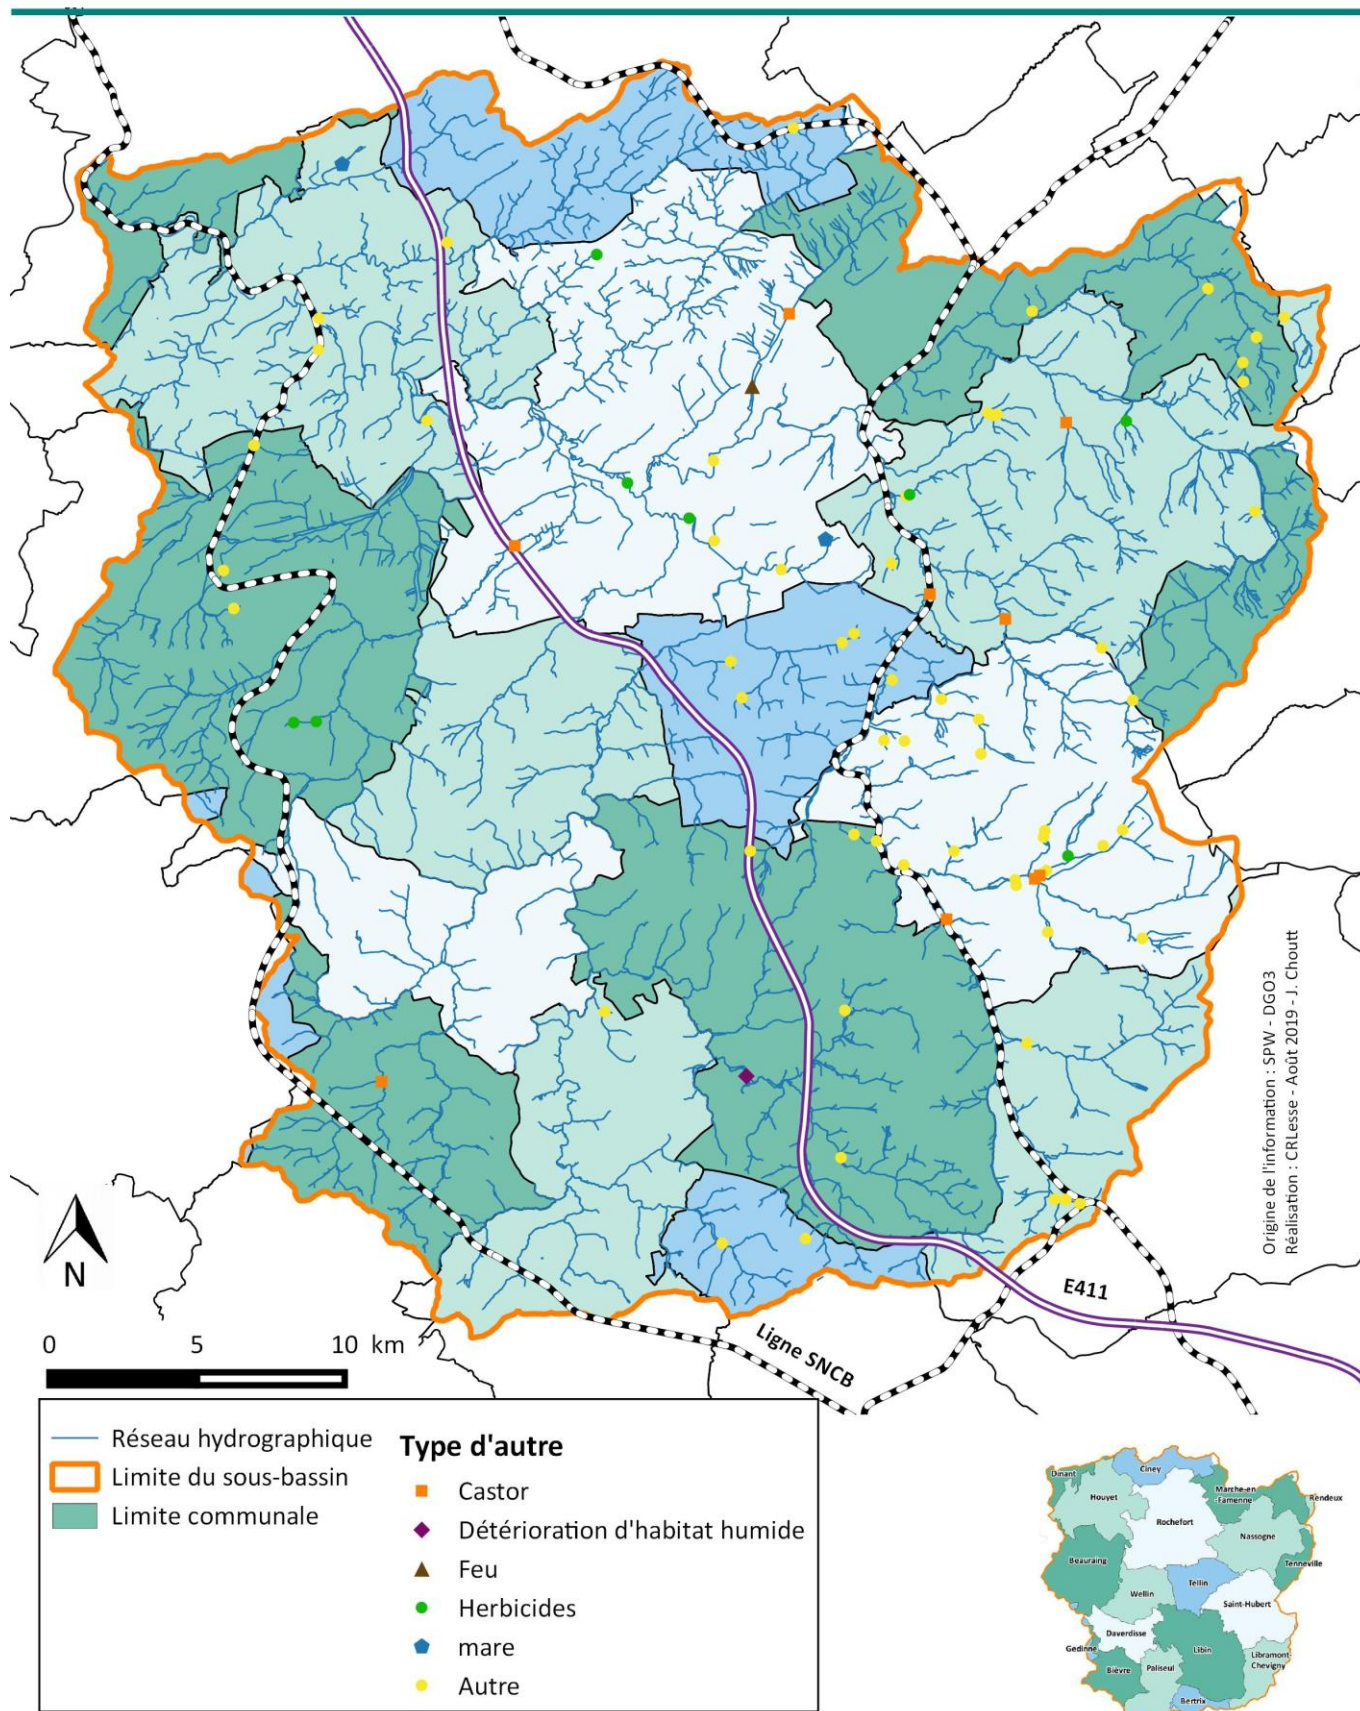 Origine de l'information : SPW - DGO3
Réalisation : CRLesse - Août 2019 - J. Choutt
N
E411
Ligne SNCB
0 5 10 km
Réseau hydrographique
Limite du sous-bassin
Limite communale
Type d'autre
Castor
Détérioration d'habitat humide
Feu
Herbicides
mare
Autre
Ciney
Dinant
Houyet
Marche-en
-Famenne
Rendeux
Rochefort
Nassogne
Beauraing
Tenneville
Tellin
Wellin
Saint-Hubert
Daverdisse
Gedinne
Libin
Libramont-
Chevigny
Bièvre
Paliseul
Bertrix